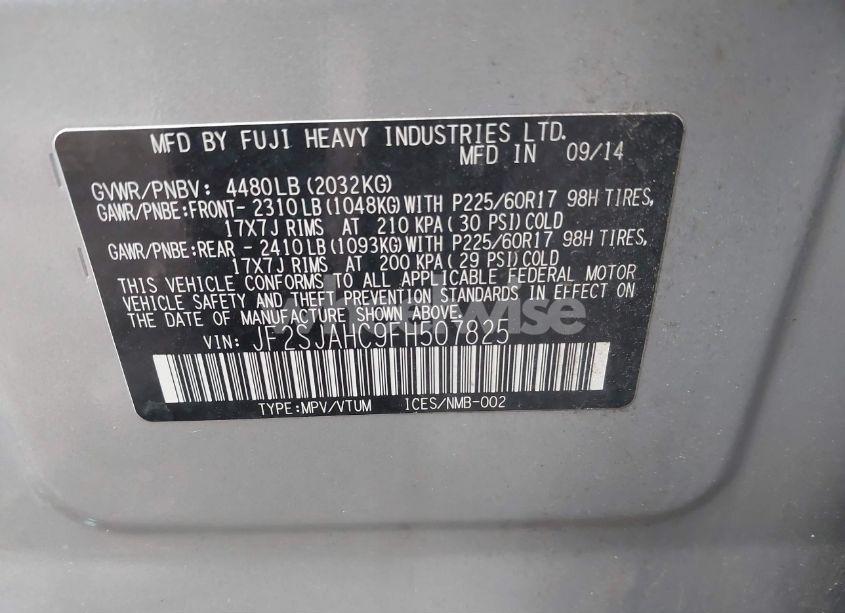 MFD BY FUJI HEAVY INDUSTRIES LTD.
MFD IN 09/14
GVWR/PNBV: 4480LB (2032KG)
GAWR/PNBE:FRONT- 2310LB (1048KG) WITH P225/60R17 98H TIRES,
17X7J RIMS AT 210 KPA( 30 PSI) COLD
GAWR/PNBE:REAR - 2410LB (1093KG) WITH P225/60R17 98H TIRES,
17X7J RIMS AT 200 KPA( 29 PSI) COLD
THIS VEHICLE CONFORMS TO ALL APPLICABLE FEDERAL MOTOR
VEHICLE SAFETY AND THEFT PREVENTION STANDARDS IN EFFECT ON
THE DATE OF MANUFACTURE SHOWN ABOVE.
VIN: JF2SJAHC9FH507825
TYPE:MPV/VTUM ICES/NMB-002